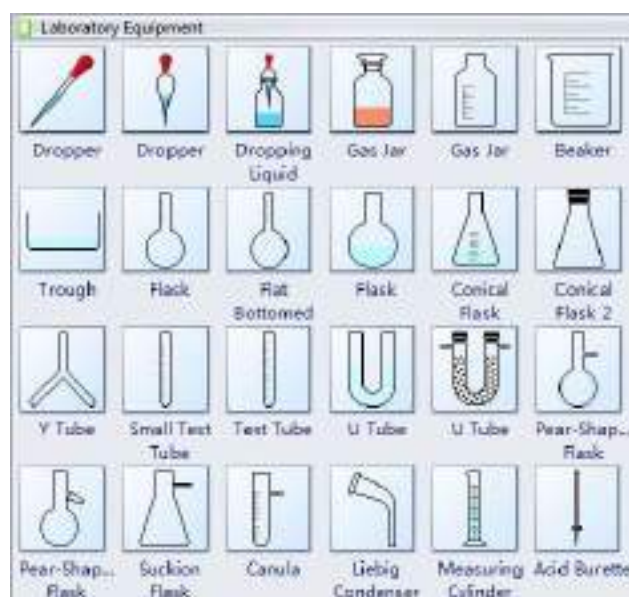 Laboratory Equipment
Dropper Dropper Dropping Gas Jar Gas Jar Beaker
Liquid
Trough Flask Flat Flask Conical Conical
Bottomed Flask Flask 2
Y Tube Small Test Test Tube U Tube U Tube Pear-Shap...
Tube Flask
Pear-Shap... Suckion Canula Liebig Measuring Acid Burette
Flask Flask Condenser Cylinder